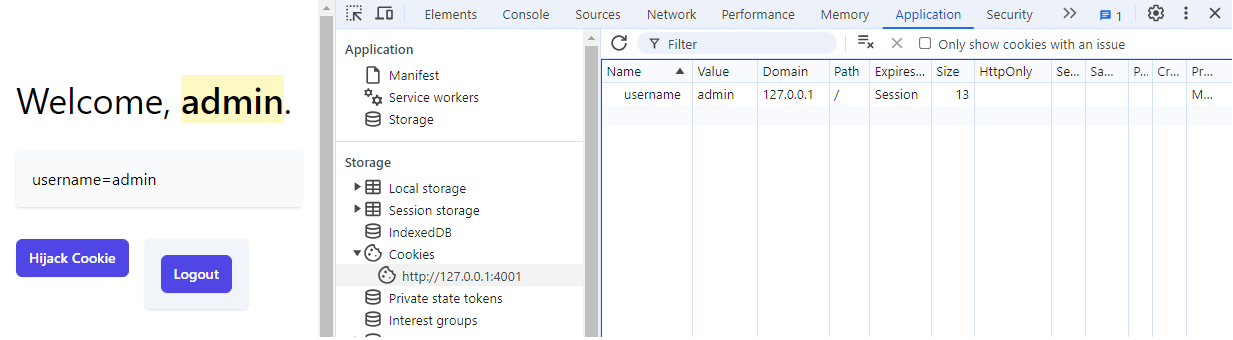 Welcome, admin.
username=admin
Hijack Cookie
Logout
Elements Console Sources Network Performance Memory Application Security 1
Application
Manifest
Service workers
Storage
Storage
Local storage
Session storage
IndexedDB
Cookies
http://127.0.0.1:4001
Private state tokens
Interest groups
Filter Only show cookies with an issue
Name Value Domain Path Expires... Size HttpOnly Se... Sa... P... Cr... Pr...
username admin 127.0.0.1 / Session 13 M...